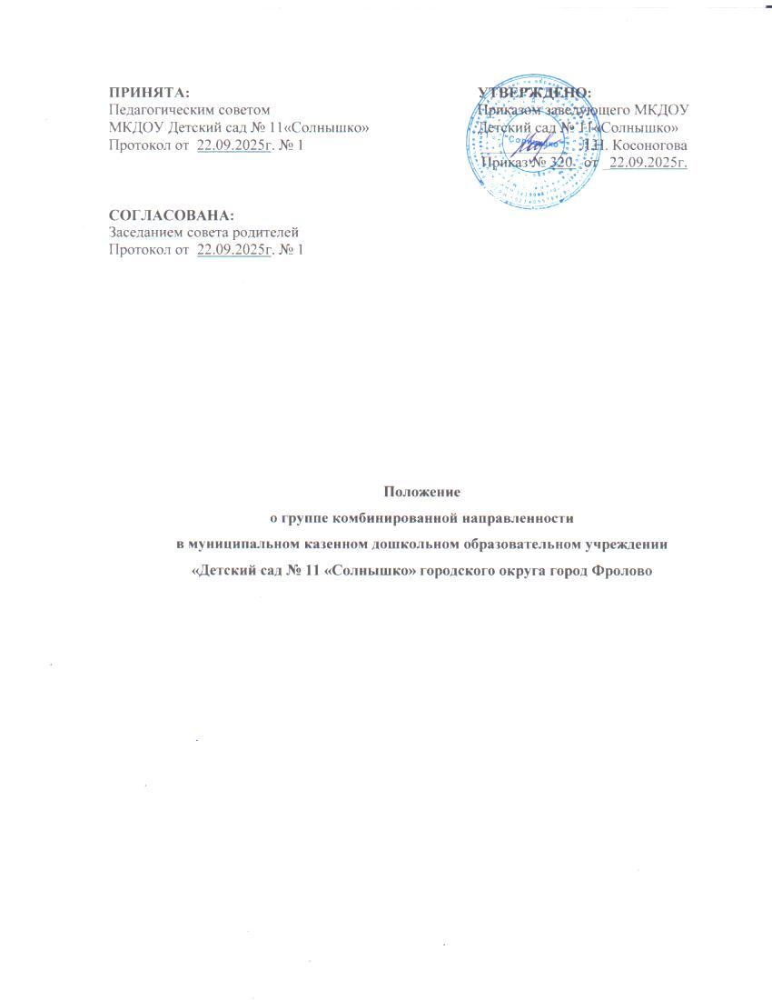 ПРИНЯТА:
Педагогическим советом
МКДОУ Детский сад № 11«Солнышко»
Протокол от 22.09.2025г. № 1
УТВЕРЖДЕНО:
Приказом заведующего МКДОУ
Детский сад № 11«Солнышко»
Л.Н. Косоногова
Приказ № 320 от 22.09.2025г.
СОГЛАСОВАНА:
Заседанием совета родителей
Протокол от 22.09.2025г. № 1
Положение
о группе комбинированной направленности
в муниципальном казенном дошкольном образовательном учреждении
«Детский сад № 11 «Солнышко» городского округа город Фролово